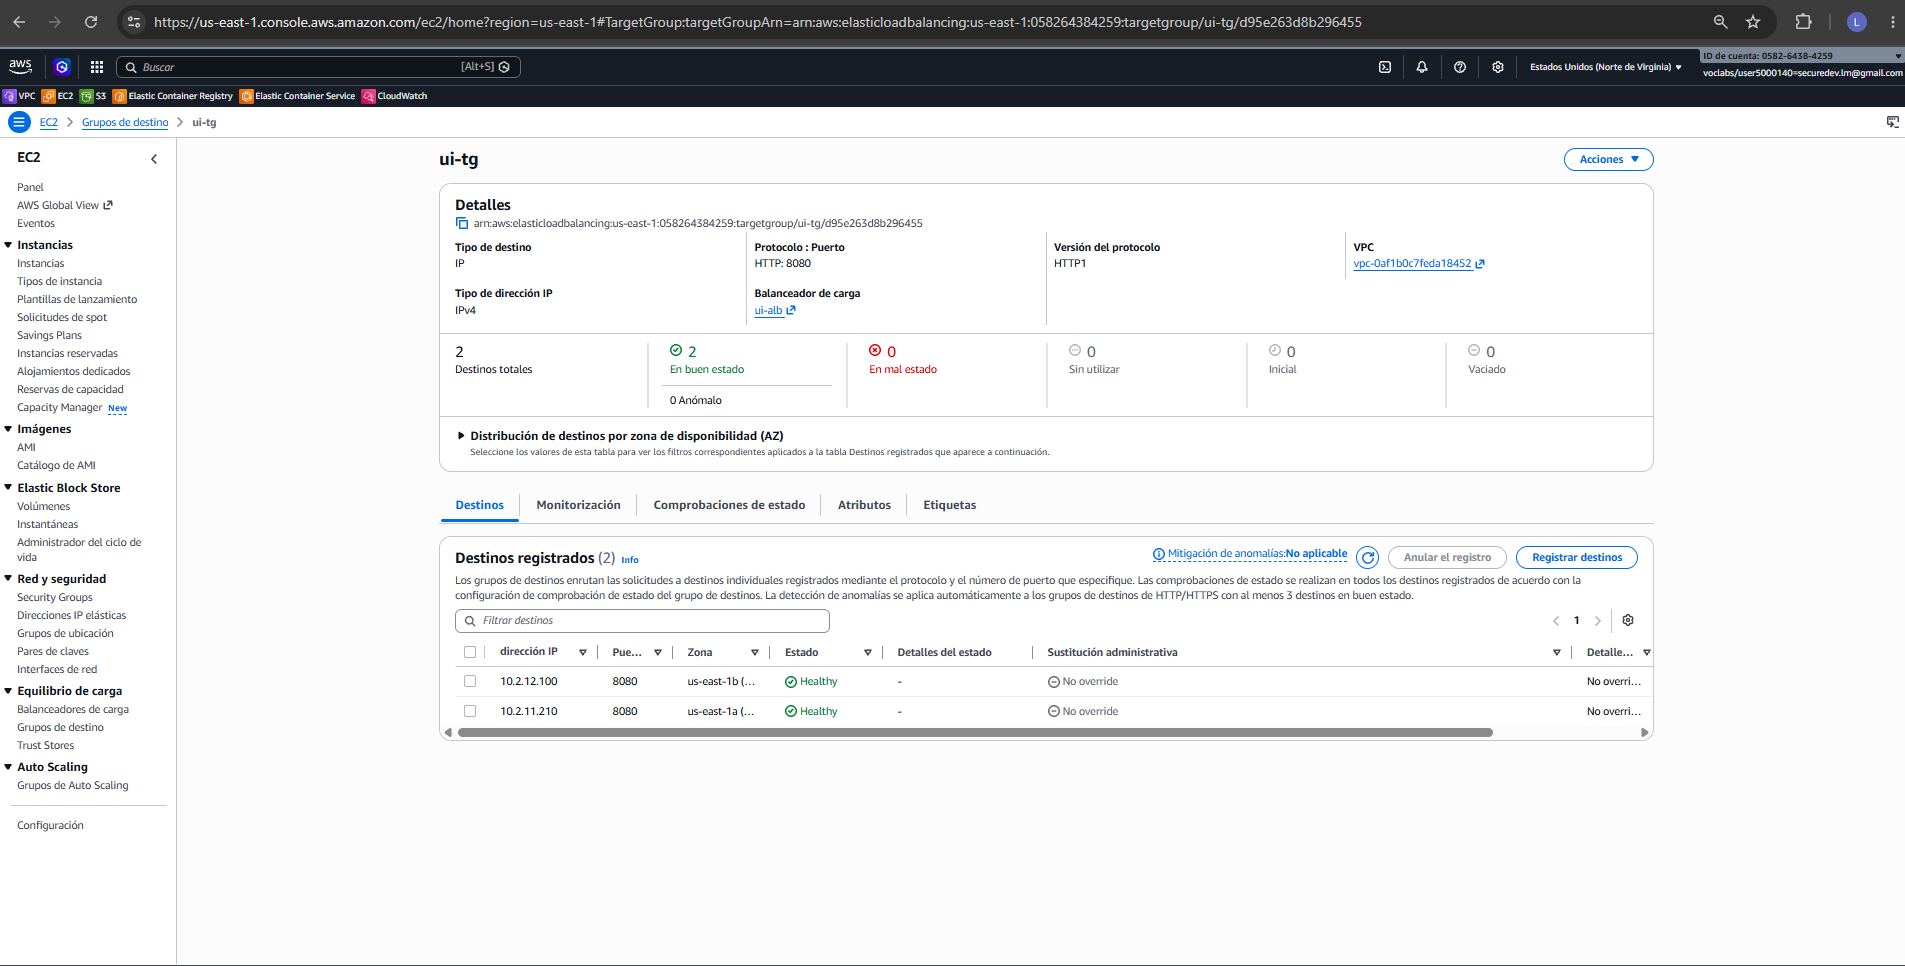 https://us-east-1.console.aws.amazon.com/ec2/home?region=us-east-1#TargetGroup:targetGroupArn=arn:aws:elasticloadbalancing:us-east-1:058264384259:targetgroup/ui-tg/d95e263d8b296455
L
aws
Buscar
[Alt+S]
Estados Unidos (Norte de Virginia)
ID de cuenta: 0582-6438-4259
voclabs/user5000140=securedev.lm@gmail.com
VPC
EC2
S3
Elastic Container Registry
Elastic Container Service
CloudWatch
EC2
Grupos de destino
ui-tg
EC2
Panel
AWS Global View
Eventos
Instancias
Instancias
Tipos de instancia
Plantillas de lanzamiento
Solicitudes de spot
Savings Plans
Instancias reservadas
Alojamientos dedicados
Reservas de capacidad
Capacity Manager New
Imágenes
AMI
Catálogo de AMI
Elastic Block Store
Volúmenes
Instantáneas
Administrador del ciclo de
vida
Red y seguridad
Security Groups
Direcciones IP elásticas
Grupos de ubicación
Pares de claves
Interfaces de red
Equilibrio de carga
Balanceadores de carga
Grupos de destino
Trust Stores
Auto Scaling
Grupos de Auto Scaling
Configuración
ui-tg
Acciones
Detalles
arn:aws:elasticloadbalancing:us-east-1:058264384259:targetgroup/ui-tg/d95e263d8b296455
Tipo de destino
IP
Protocolo : Puerto
HTTP: 8080
Versión del protocolo
HTTP1
VPC
vpc-0af1b0c7feda18452
Tipo de dirección IP
IPv4
Balanceador de carga
ui-alb
2
Destinos totales
2
En buen estado
0 Anómalo
0
En mal estado
0
Sin utilizar
0
Inicial
0
Vaciado
Distribución de destinos por zona de disponibilidad (AZ)
Seleccione los valores de esta tabla para ver los filtros correspondientes aplicados a la tabla Destinos registrados que aparece a continuación.
Destinos
Monitorización
Comprobaciones de estado
Atributos
Etiquetas
Destinos registrados (2) Info
Mitigación de anomalías:No aplicable
Anular el registro
Registrar destinos
Los grupos de destinos enrutan las solicitudes a destinos individuales registrados mediante el protocolo y el número de puerto que especifique. Las comprobaciones de estado se realizan en todos los destinos registrados de acuerdo con la
configuración de comprobación de estado del grupo de destinos. La detección de anomalías se aplica automáticamente a los grupos de destinos de HTTP/HTTPS con al menos 3 destinos en buen estado.
Filtrar destinos
1
dirección IP Pue... Zona Estado Detalles del estado Sustitución administrativa Detalle...
10.2.12.100 8080 us-east-1b (... Healthy - No override No overri...
10.2.11.210 8080 us-east-1a (... Healthy - No override No overri...